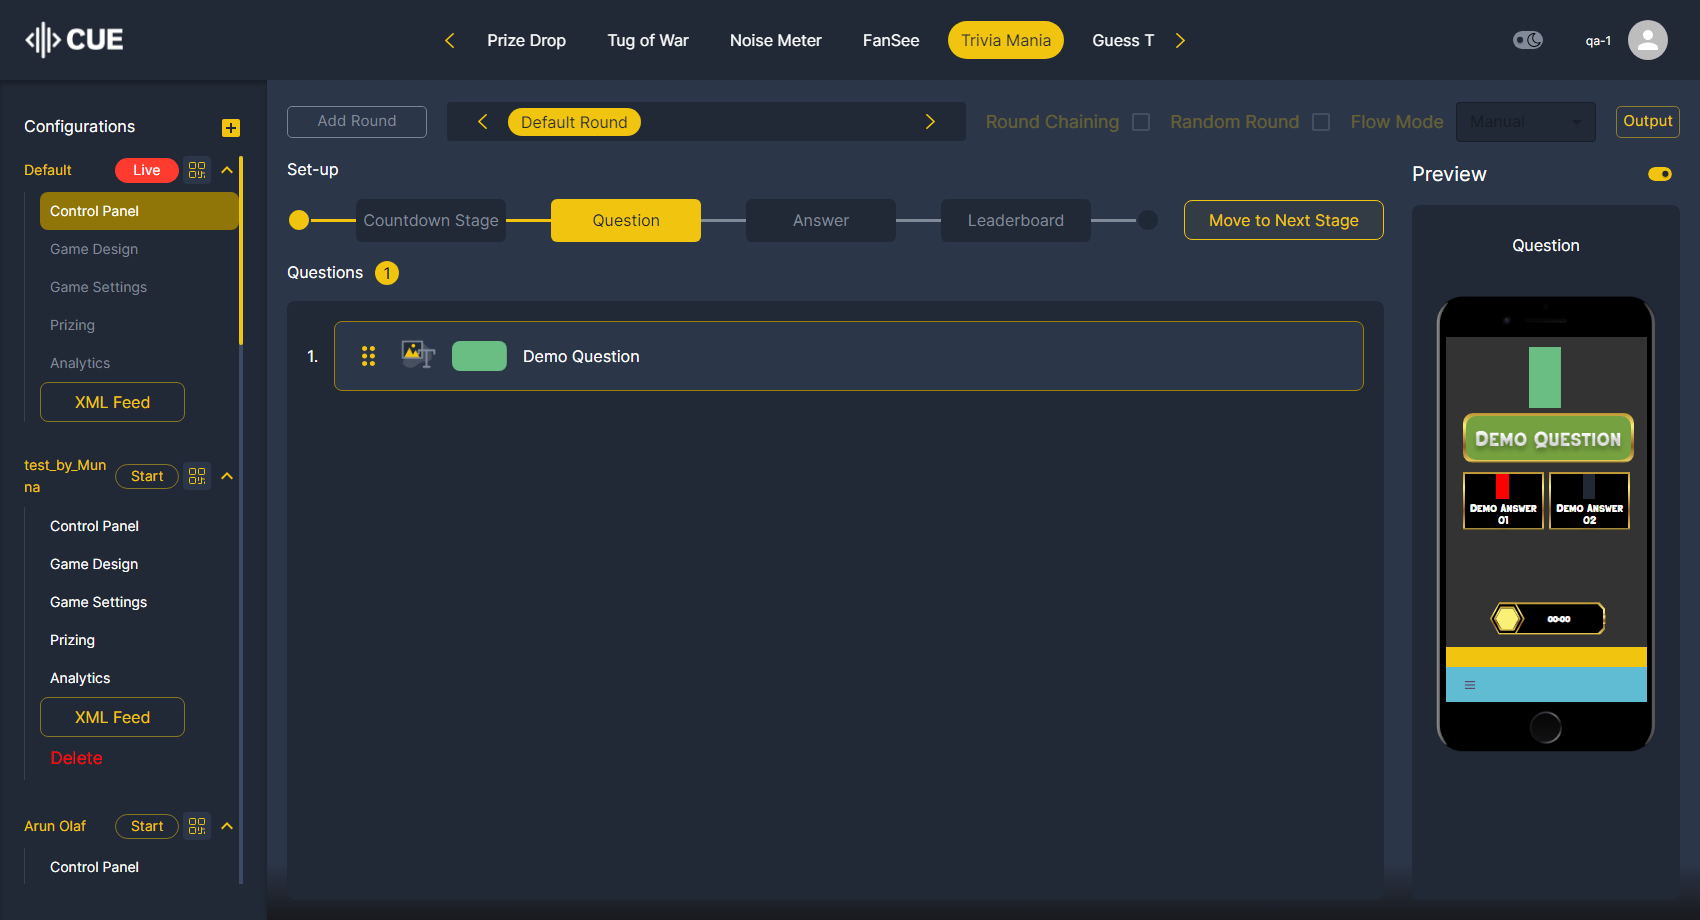 CUE
Prize Drop Tug of War Noise Meter FanSee Trivia Mania Guess T
qa-1
Configurations
Default Live
Control Panel
Game Design
Game Settings
Prizing
Analytics
XML Feed
test_by_Mun
na
Start
Control Panel
Game Design
Game Settings
Prizing
Analytics
XML Feed
Delete
Arun Olaf Start
Control Panel
Add Round Default Round Round Chaining Random Round Flow Mode Manual Output
Set-up
Countdown Stage Question Answer Leaderboard Move to Next Stage
Questions 1
1. Demo Question
Preview
Question
Demo Question
Demo Answer
01
Demo Answer
02
00:00